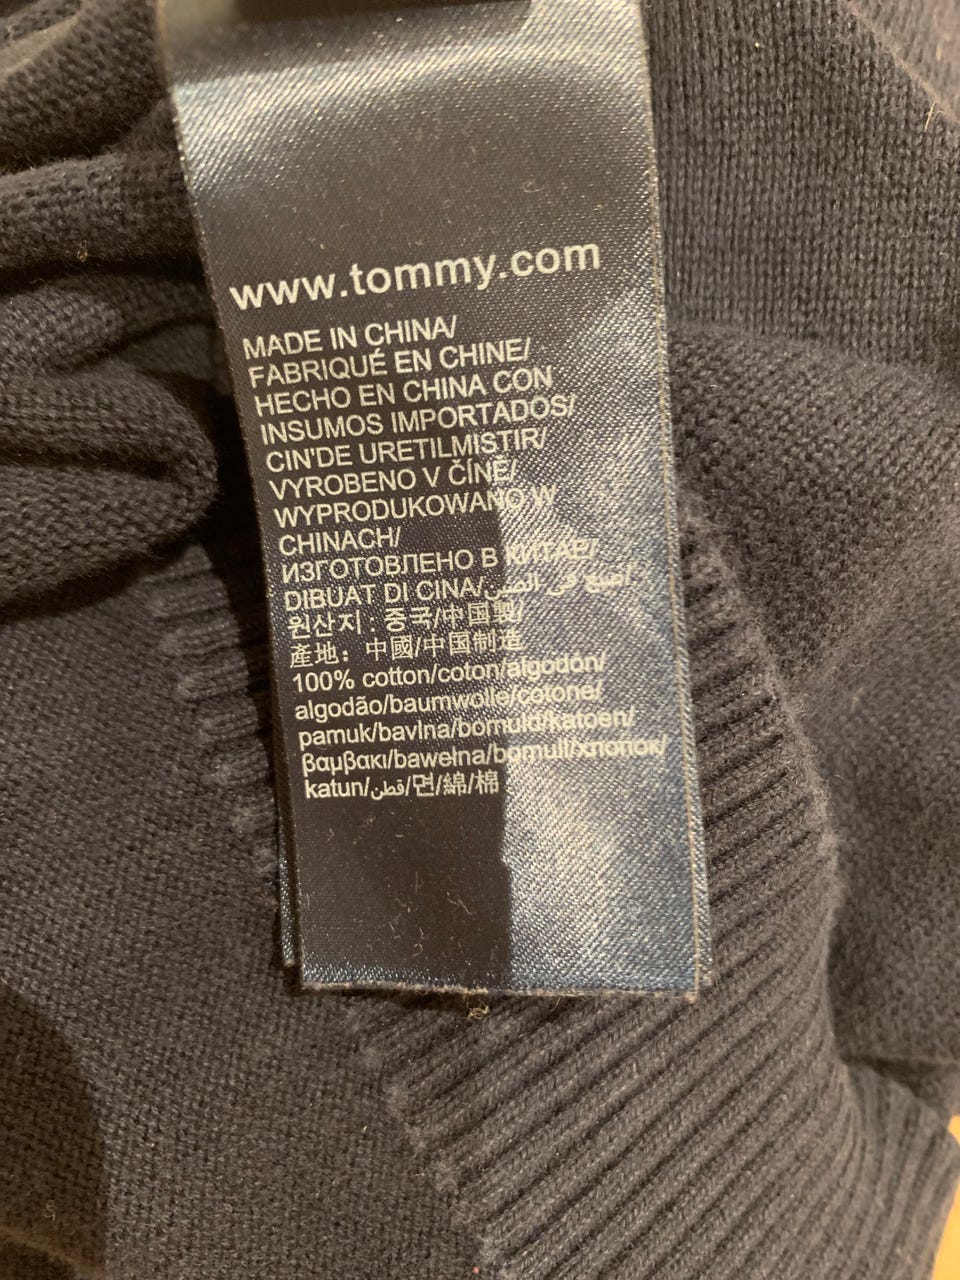 www.tommy.com
MADE IN CHINA/
FABRIQUÉ EN CHINE/
HECHO EN CHINA CON
INSUMOS IMPORTADOS/
CIN'DE URETILMISTIR/
VYROBENO V ČÍNĚ/
WYPRODUKOWANO W
CHINACH/
ИЗГОТОВЛЕНО В КИТАЕ/
DIBUAT DI CINA/صنع في الصين/
원산지 : 중국/中国製/
產地：中國/中国制造
100% cotton/coton/algodón/
algodão/baumwolle/cotone/
pamuk/bavlna/bomuld/katoen/
βαμβακι/bawełna/bomull/хлопок/
katun/قطن/면/綿/棉